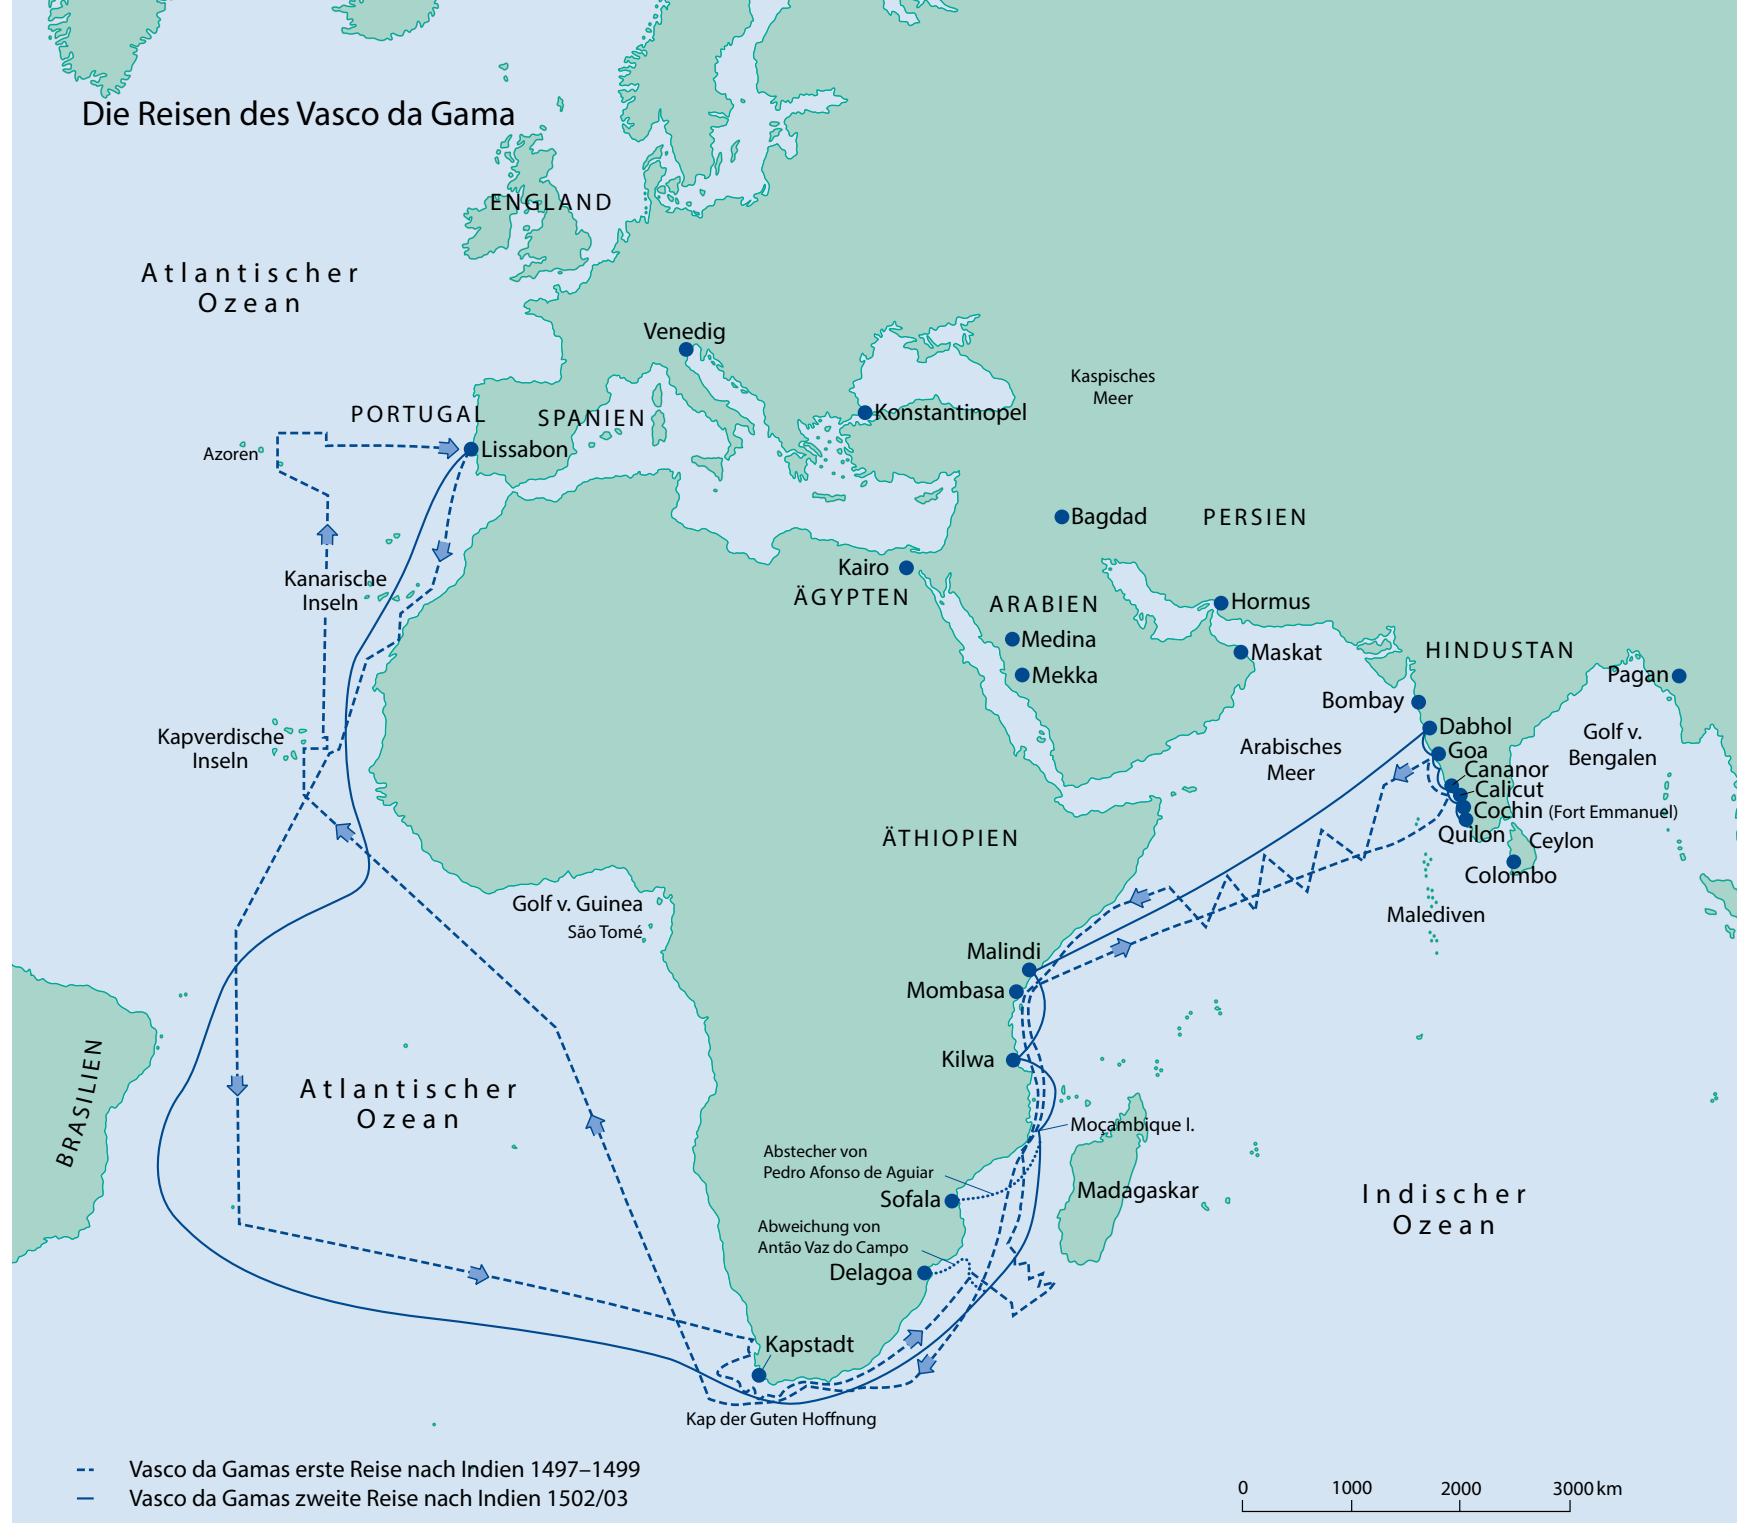 Die Reisen des Vasco da Gama
ENGLAND
Atlantischer
Ozean
Venedig
Kaspisches
Meer
PORTUGAL
SPANIEN
Konstantinopel
Azoren
Lissabon
Bagdad
PERSIEN
Kairo
ÄGYPTEN
ARABIEN
Hormus
Kanarische
Inseln
Medina
Maskat
HINDUSTAN
Mekka
Pagan
Bombay
Dabhol
Kapverdische
Inseln
Arabisches
Meer
Goa
Golf v.
Bengalen
Cananor
Calicut
Cochin (Fort Emmanuel)
Quilon
Ceylon
ÄTHIOPIEN
Colombo
Golf v. Guinea
São Tomé
Malediven
Malindi
Mombasa
Kilwa
BRASILIEN
Atlantischer
Ozean
Moçambique I.
Abstecher von
Pedro Afonso de Aguiar
Sofala
Madagaskar
Indischer
Ozean
Abweichung von
Antão Vaz do Campo
Delagoa
Kapstadt
Kap der Guten Hoffnung
Vasco da Gamas erste Reise nach Indien 1497–1499
Vasco da Gamas zweite Reise nach Indien 1502/03
0 1000 2000 3000 km